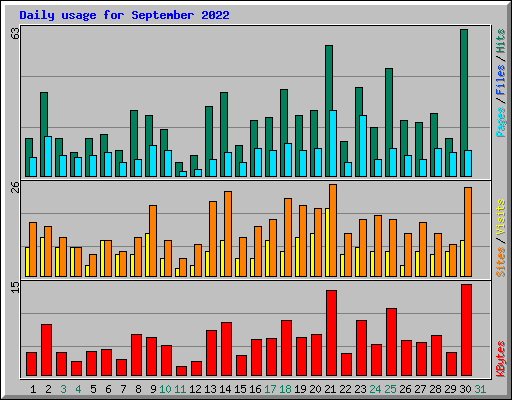 Daily usage for September 2022
63
Pages / Files / Hits
26
Sites / Visits
15
KBytes
1 2 3 4 5 6 7 8 9 10 11 12 13 14 15 16 17 18 19 20 21 22 23 24 25 26 27 28 29 30 31